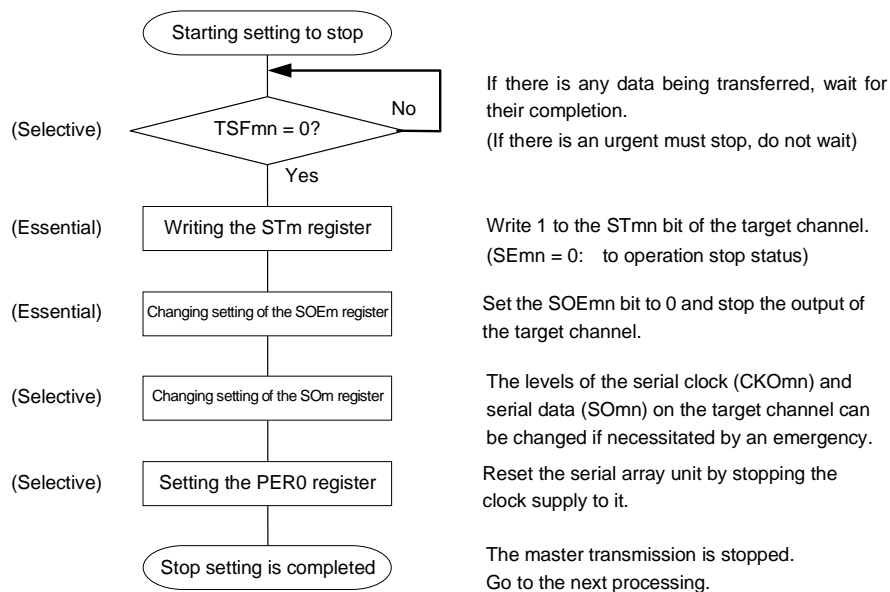 Starting setting to stop
No
If there is any data being transferred, wait for
their completion.
(If there is an urgent must stop, do not wait)
(Selective)
TSFmn = 0?
Yes
(Essential)
Writing the STm register
Write 1 to the STmn bit of the target channel.
(SEmn = 0: to operation stop status)
(Essential)
Changing setting of the SOEm register
Set the SOEmn bit to 0 and stop the output of
the target channel.
(Selective)
Changing setting of the SOm register
The levels of the serial clock (CKOmn) and
serial data (SOmn) on the target channel can
be changed if necessitated by an emergency.
(Selective)
Setting the PER0 register
Reset the serial array unit by stopping the
clock supply to it.
Stop setting is completed
The master transmission is stopped.
Go to the next processing.